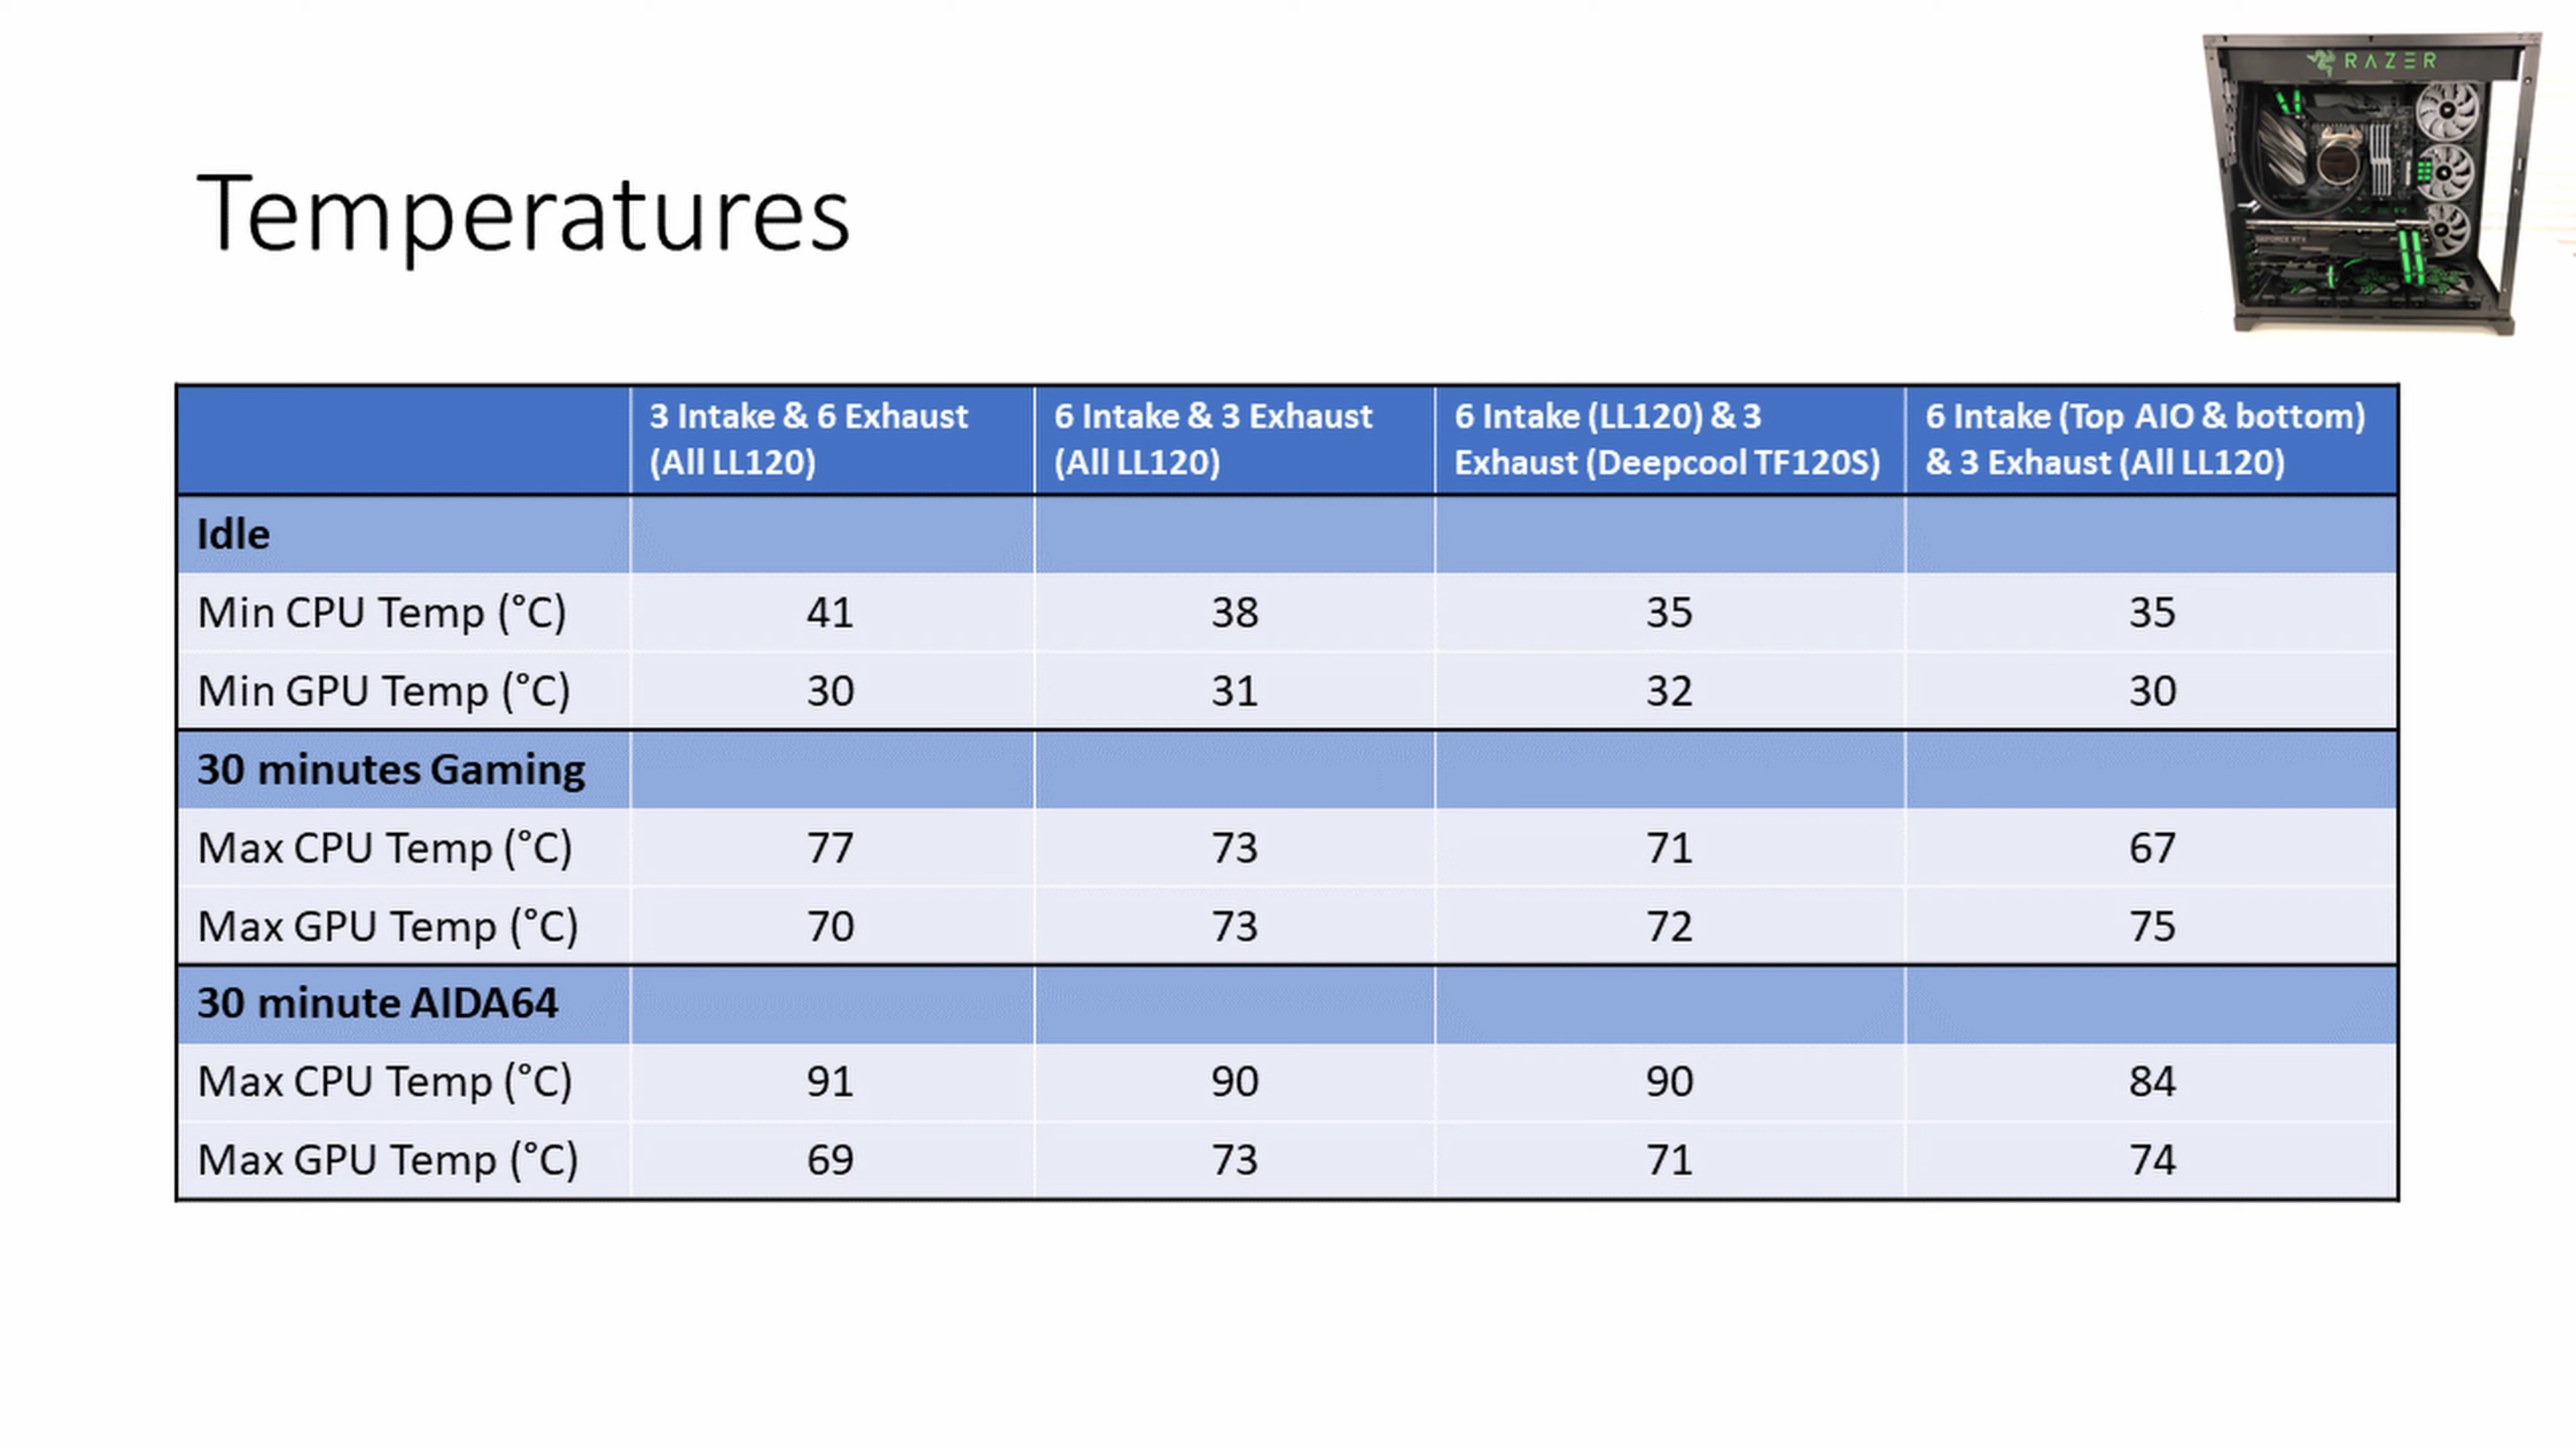 RAZER
Temperatures
3 Intake & 6 Exhaust
(All LL120)
6 Intake & 3 Exhaust
(All LL120)
6 Intake (LL120) & 3
Exhaust (Deepcool TF120S)
6 Intake (Top AIO & bottom)
& 3 Exhaust (All LL120)
Idle
Min CPU Temp (°C) 41 38 35 35
Min GPU Temp (°C) 30 31 32 30
30 minutes Gaming
Max CPU Temp (°C) 77 73 71 67
Max GPU Temp (°C) 70 73 72 75
30 minute AIDA64
Max CPU Temp (°C) 91 90 90 84
Max GPU Temp (°C) 69 73 71 74